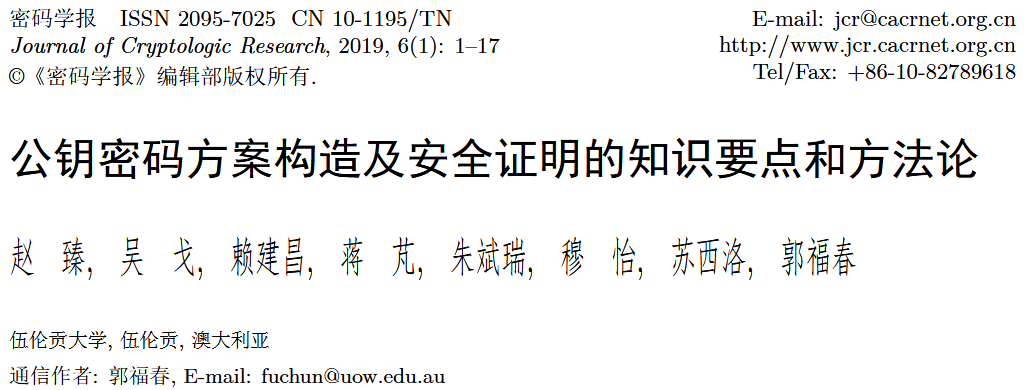 密码学报 ISSN 2095-7025 CN 10-1195/TN
Journal of Cryptologic Research, 2019, 6(1): 1–17
©《密码学报》编辑部版权所有.
E-mail: jcr@cacrnet.org.cn
http://www.jcr.cacrnet.org.cn
Tel/Fax: +86-10-82789618
公钥密码方案构造及安全证明的知识要点和方法论
赵 臻, 吴 戈, 赖建昌, 蒋 芃, 朱斌瑞, 穆 怡, 苏西洛, 郭福春
伍伦贡大学, 伍伦贡, 澳大利亚
通信作者: 郭福春, E-mail: fuchun@uow.edu.au